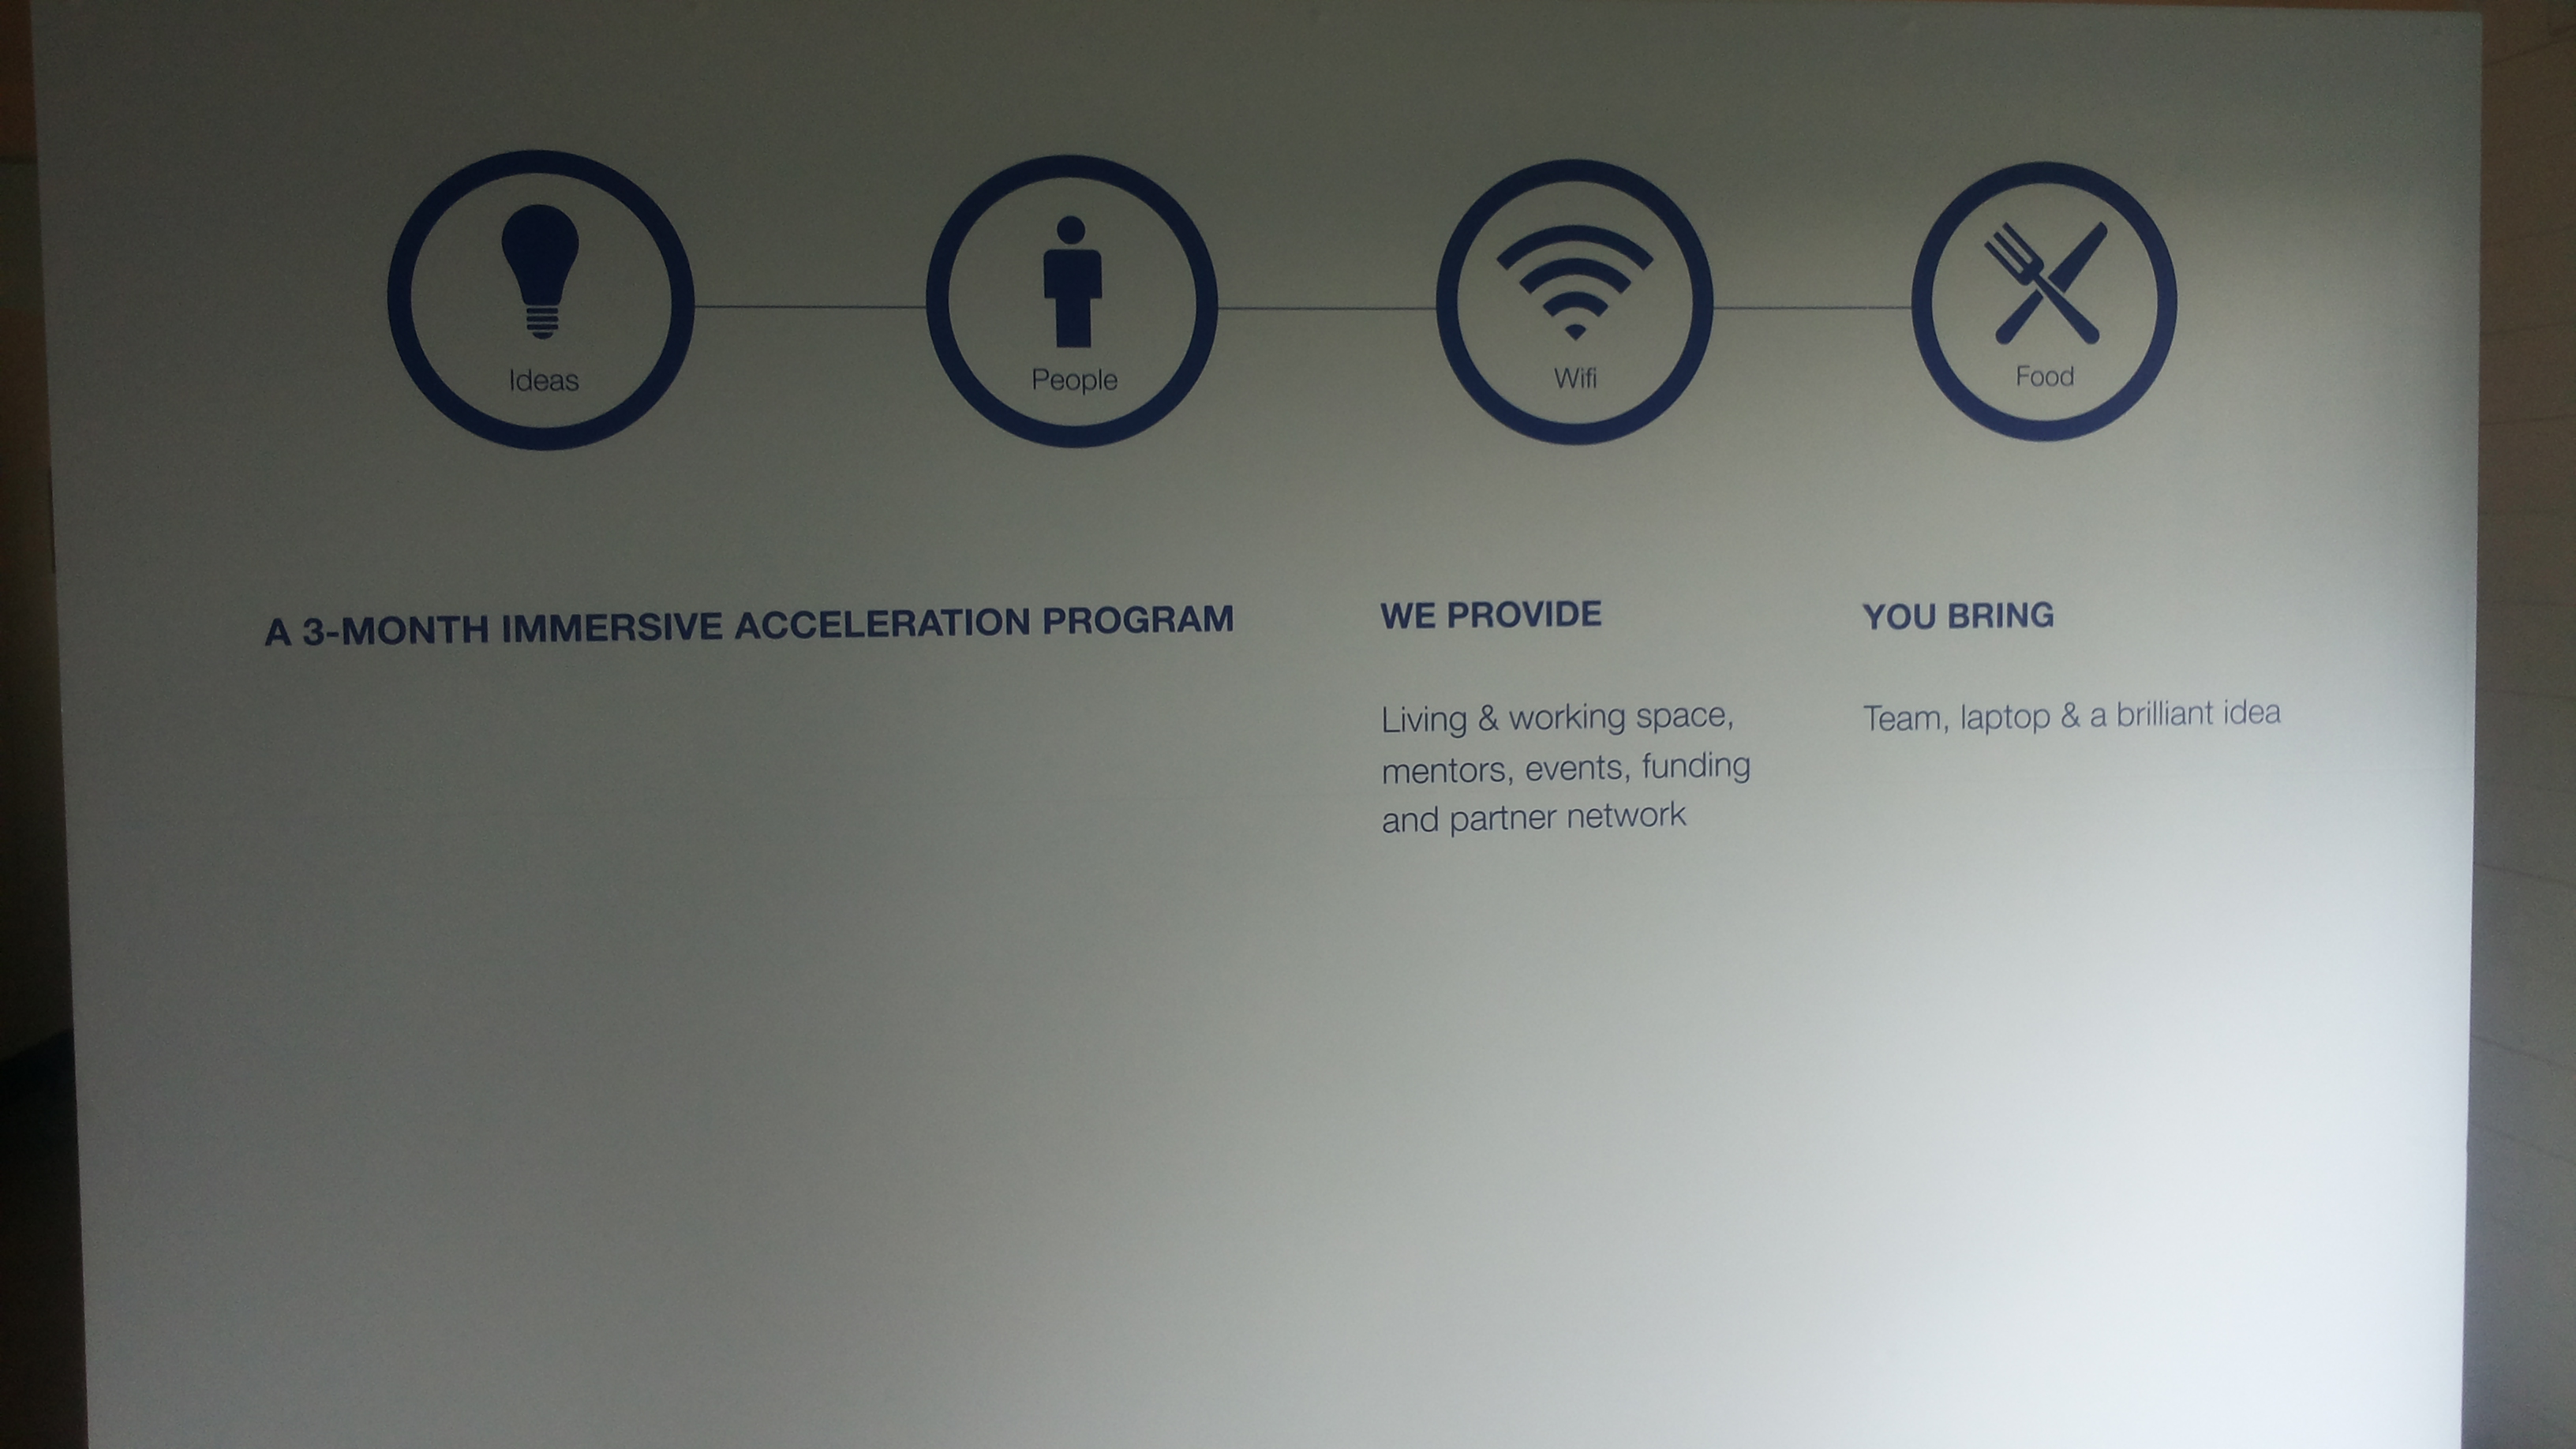 Ideas
People
Wifi
Food
A 3-MONTH IMMERSIVE ACCELERATION PROGRAM
WE PROVIDE
Living & working space,
mentors, events, funding
and partner network
YOU BRING
Team, laptop & a brilliant idea